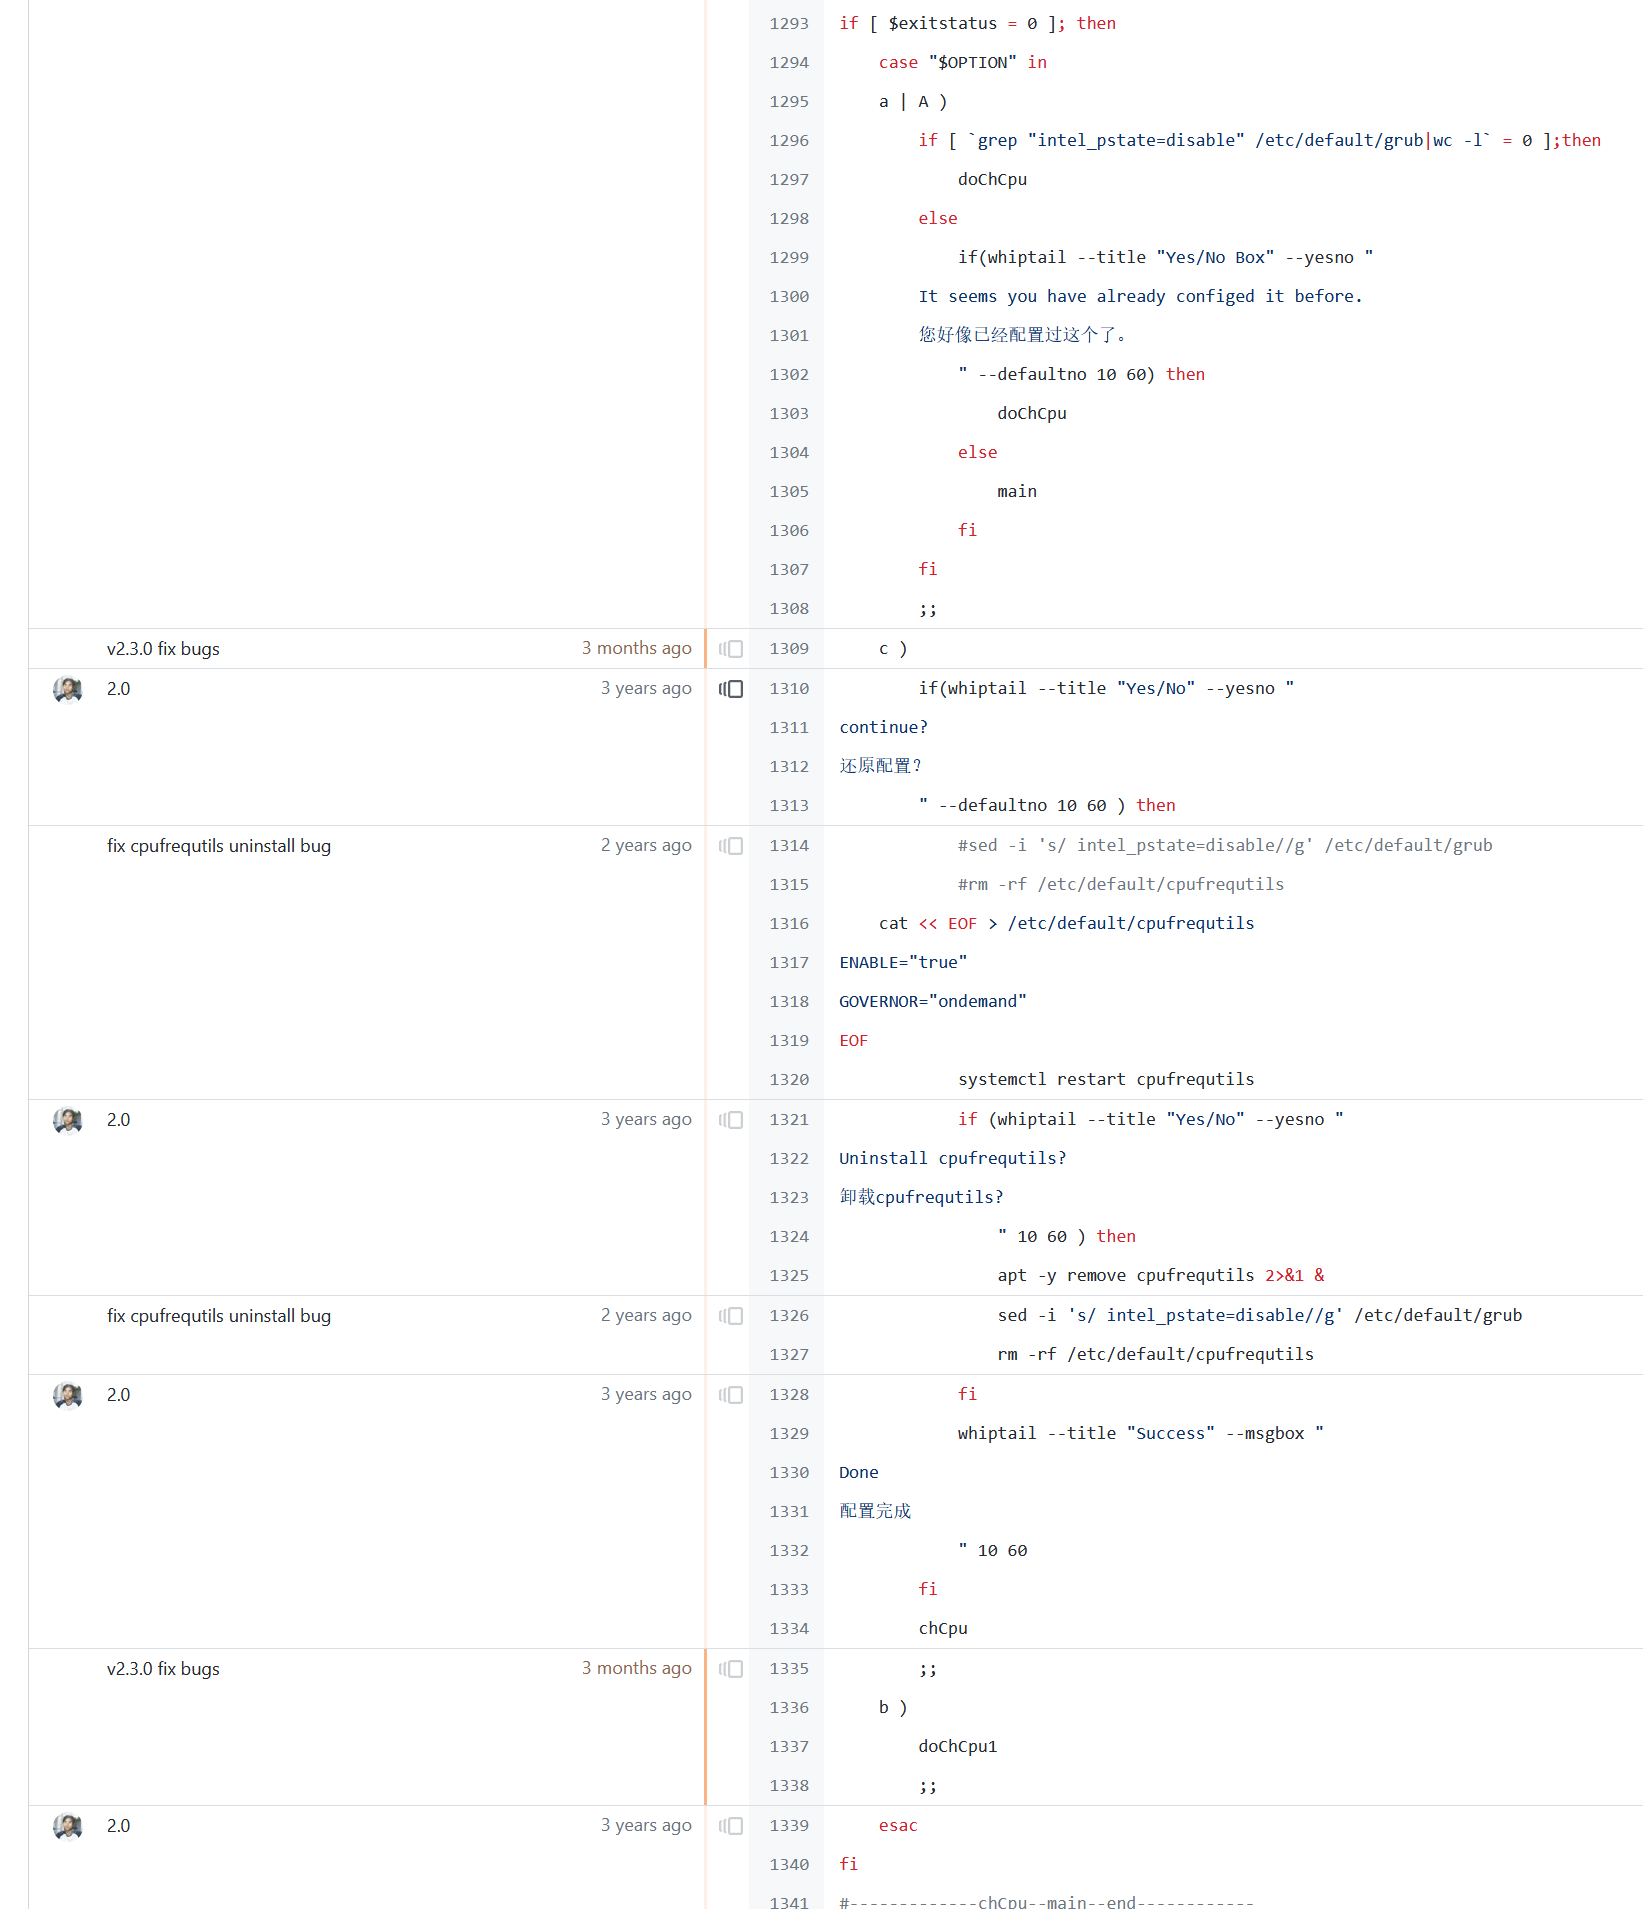 1293 if [ $exitstatus = 0 ]; then
1294     case "$OPTION" in
1295     a | A )
1296         if [ `grep "intel_pstate=disable" /etc/default/grub|wc -l` = 0 ];then
1297             doChCpu
1298         else
1299             if(whiptail --title "Yes/No Box" --yesno "
1300         It seems you have already configed it before.
1301         您好像已经配置过这个了。
1302             " --defaultno 10 60) then
1303                 doChCpu
1304             else
1305                 main
1306             fi
1307         fi
1308         ;;
v2.3.0 fix bugs 3 months ago 1309     c )
2.0 3 years ago 1310         if(whiptail --title "Yes/No" --yesno "
1311 continue?
1312 还原配置？
1313         " --defaultno 10 60 ) then
fix cpufrequtils uninstall bug 2 years ago 1314             #sed -i 's/ intel_pstate=disable//g' /etc/default/grub
1315             #rm -rf /etc/default/cpufrequtils
1316     cat << EOF > /etc/default/cpufrequtils
1317 ENABLE="true"
1318 GOVERNOR="ondemand"
1319 EOF
1320             systemctl restart cpufrequtils
2.0 3 years ago 1321             if (whiptail --title "Yes/No" --yesno "
1322 Uninstall cpufrequtils?
1323 卸载cpufrequtils?
1324                 " 10 60 ) then
1325                 apt -y remove cpufrequtils 2>&1 &
fix cpufrequtils uninstall bug 2 years ago 1326                 sed -i 's/ intel_pstate=disable//g' /etc/default/grub
1327                 rm -rf /etc/default/cpufrequtils
2.0 3 years ago 1328             fi
1329             whiptail --title "Success" --msgbox "
1330 Done
1331 配置完成
1332             " 10 60
1333         fi
1334         chCpu
v2.3.0 fix bugs 3 months ago 1335         ;;
1336     b )
1337         doChCpu1
1338         ;;
2.0 3 years ago 1339     esac
1340 fi
1341 #-------------chCpu--main--end------------